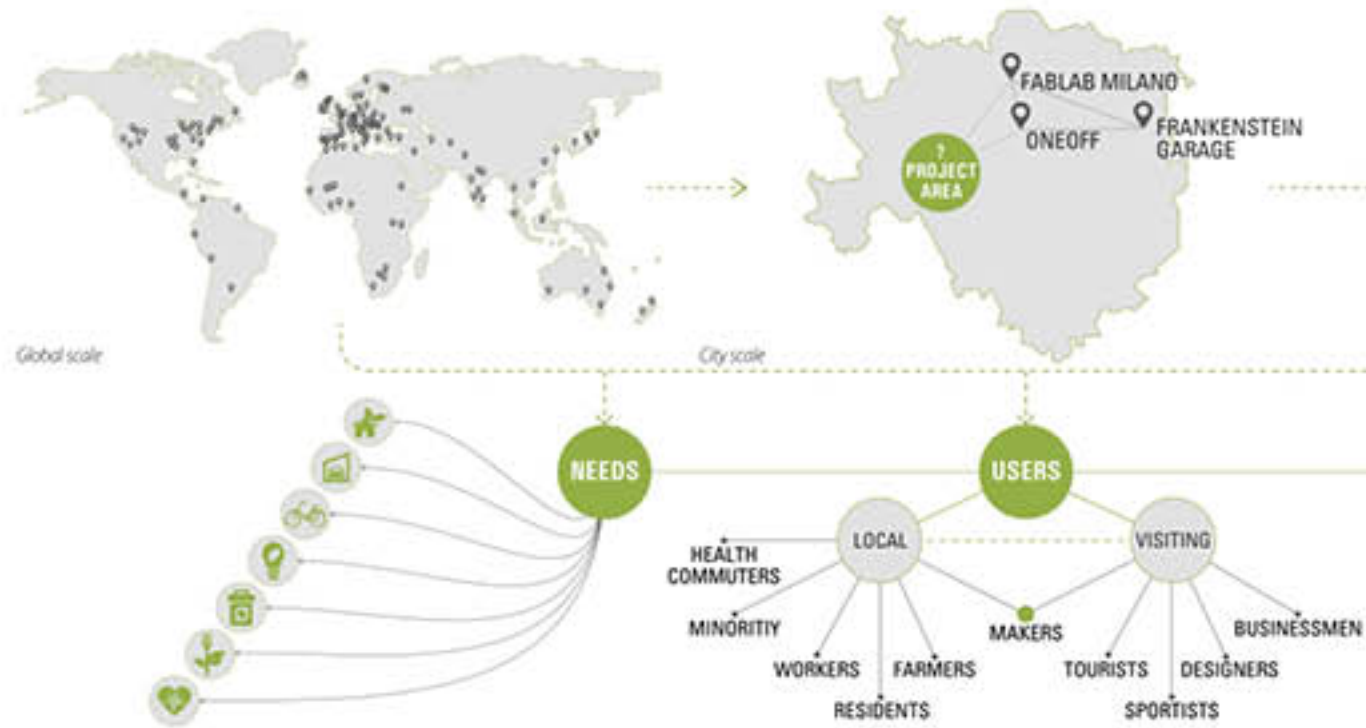 FABLAB MILANO
ONEOFF
FRANKENSTEIN
GARAGE
?
PROJECT
AREA
Global scale
City scale
NEEDS
USERS
LOCAL
VISITING
HEALTH
COMMUTERS
MINORITIY
MAKERS
BUSINESSMEN
WORKERS
FARMERS
TOURISTS
DESIGNERS
RESIDENTS
SPORTISTS